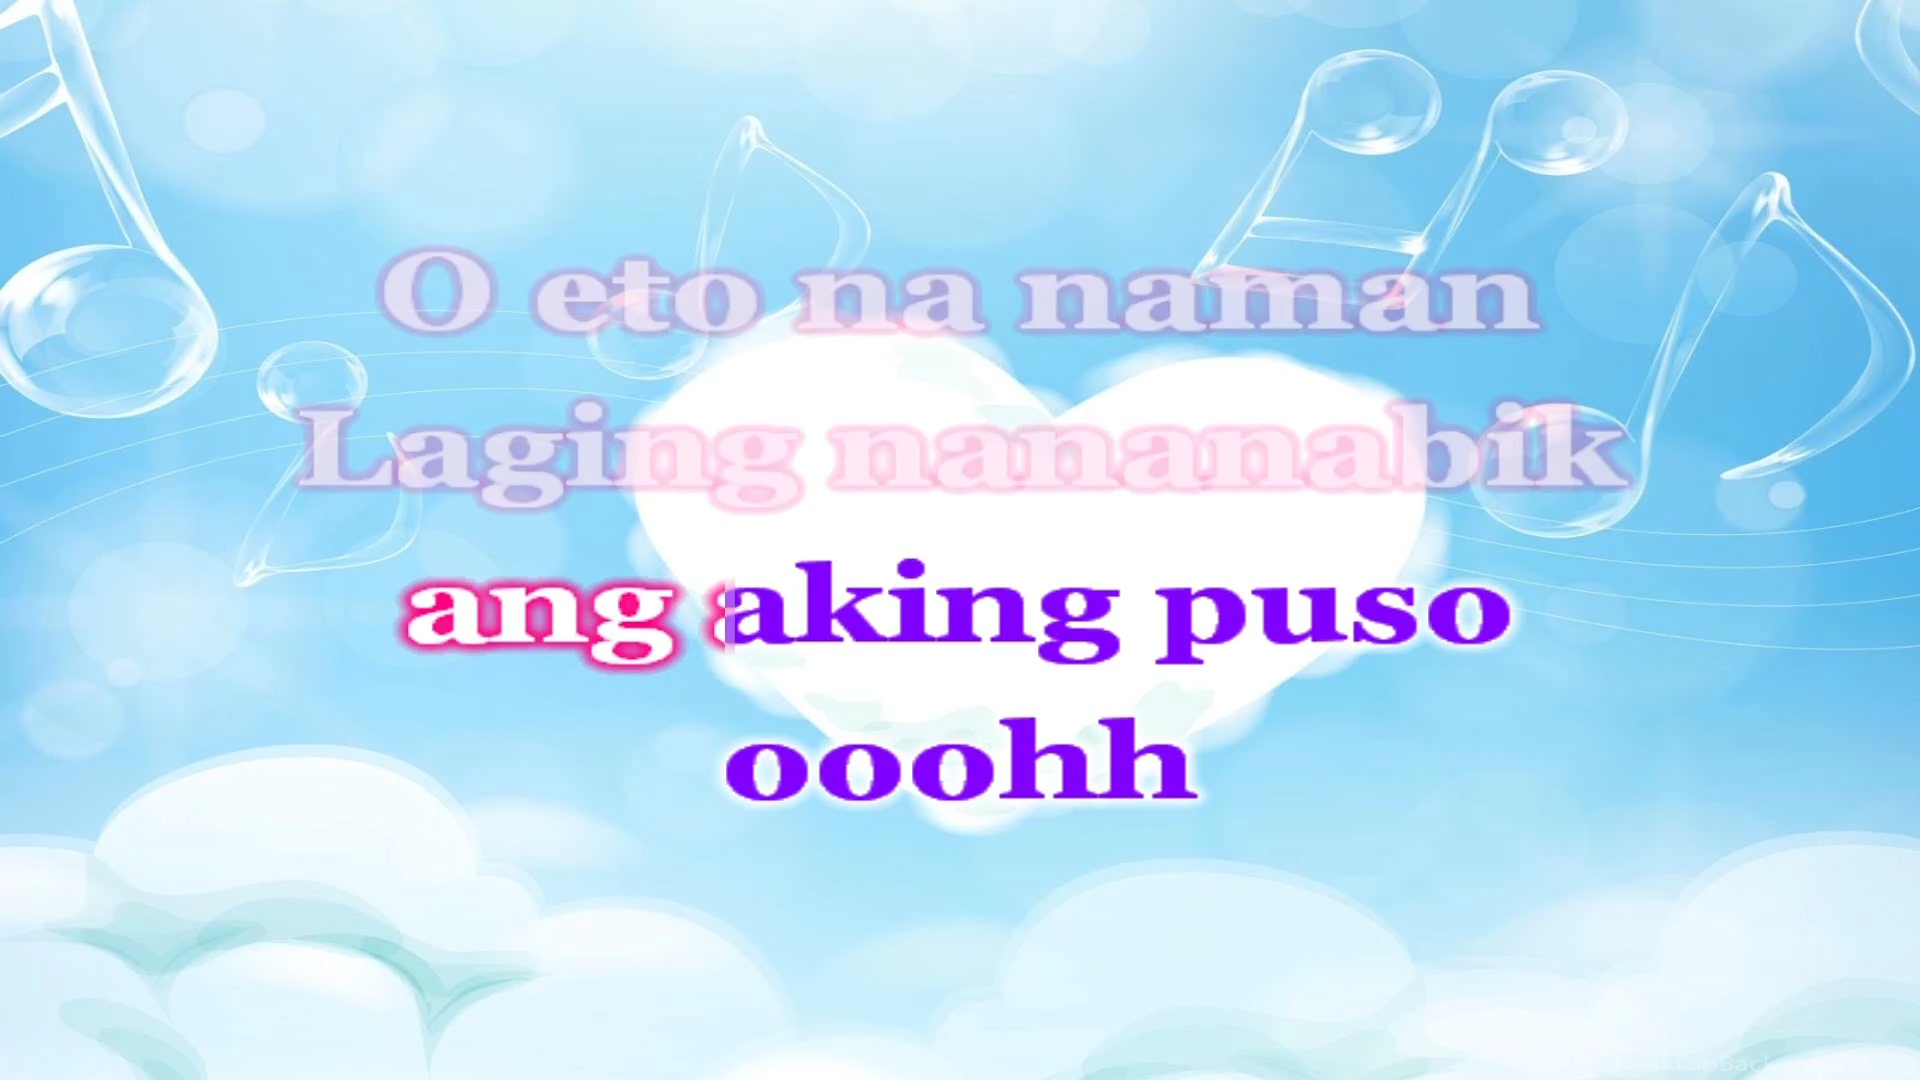 O eto na naman
Laging nananabik
ang aking puso
ooohh